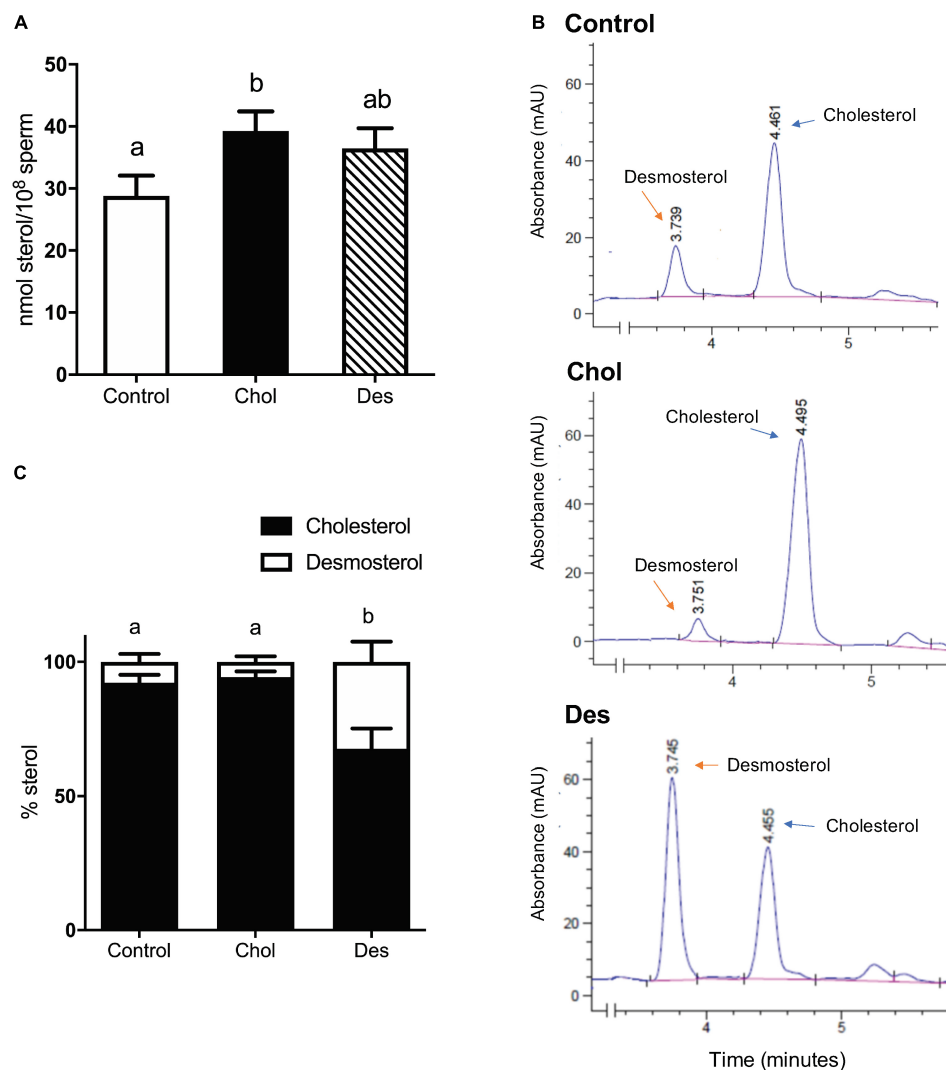 A
nmol sterol/10⁸ sperm
50
40
30
20
10
0
a
b
ab
Control
Chol
Des
B
Control
Absorbance (mAU)
60
40
20
0
Desmosterol
3.739
4.461
Cholesterol
4
5
Chol
Absorbance (mAU)
60
40
20
0
Cholesterol
4.495
Desmosterol
3.751
4
5
Des
Absorbance (mAU)
60
40
20
0
3.745
Desmosterol
4.455
Cholesterol
4
5
Time (minutes)
C
Cholesterol
Desmosterol
% sterol
100
50
0
a
a
b
Control
Chol
Des